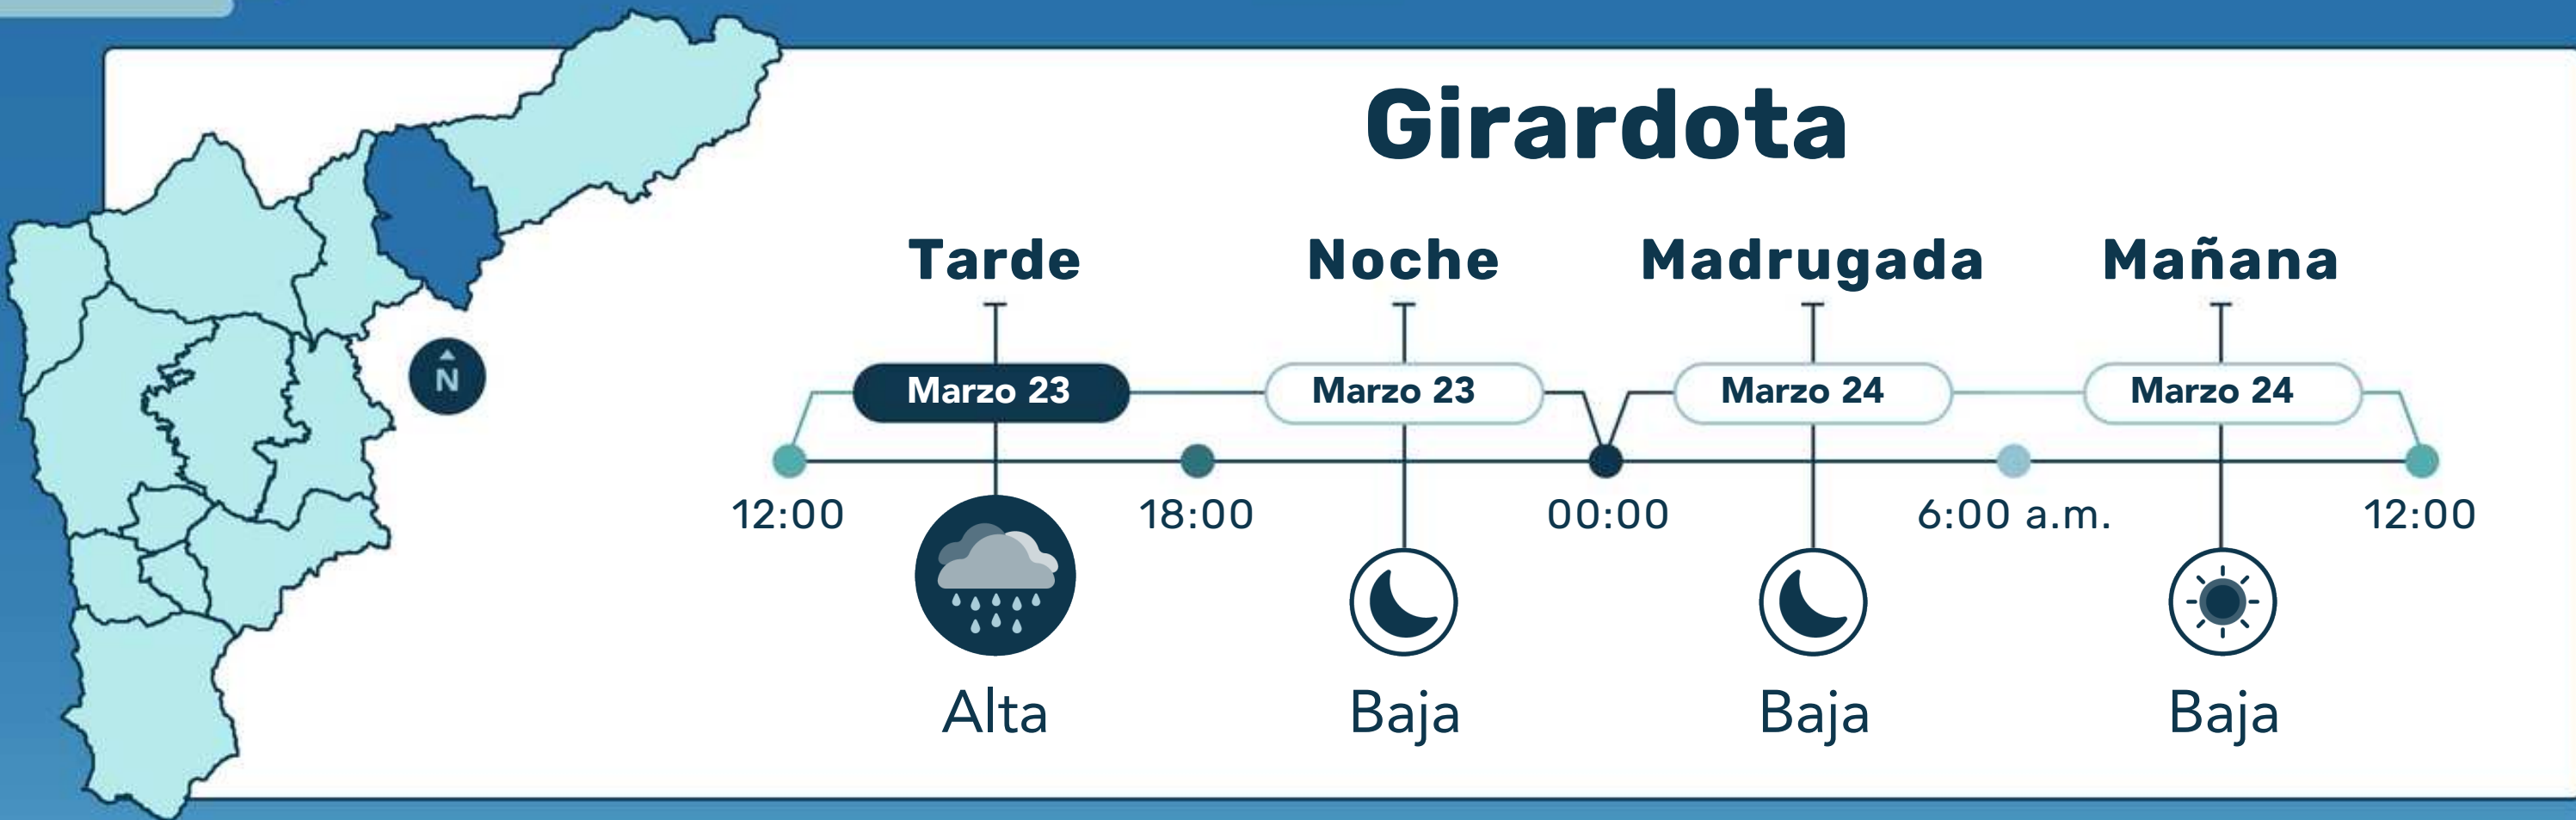 Girardota
Tarde Noche Madrugada Mañana
Marzo 23 Marzo 23 Marzo 24 Marzo 24
N
12:00 18:00 00:00 6:00 a.m. 12:00
Alta Baja Baja Baja